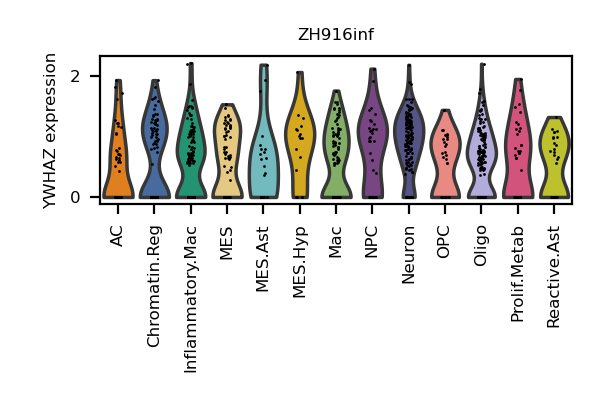 ZH916inf
YWHAZ expression
2
0
AC
Chromatin.Reg
Inflammatory.Mac
MES
MES.Ast
MES.Hyp
Mac
NPC
Neuron
OPC
Oligo
Prolif.Metab
Reactive.Ast